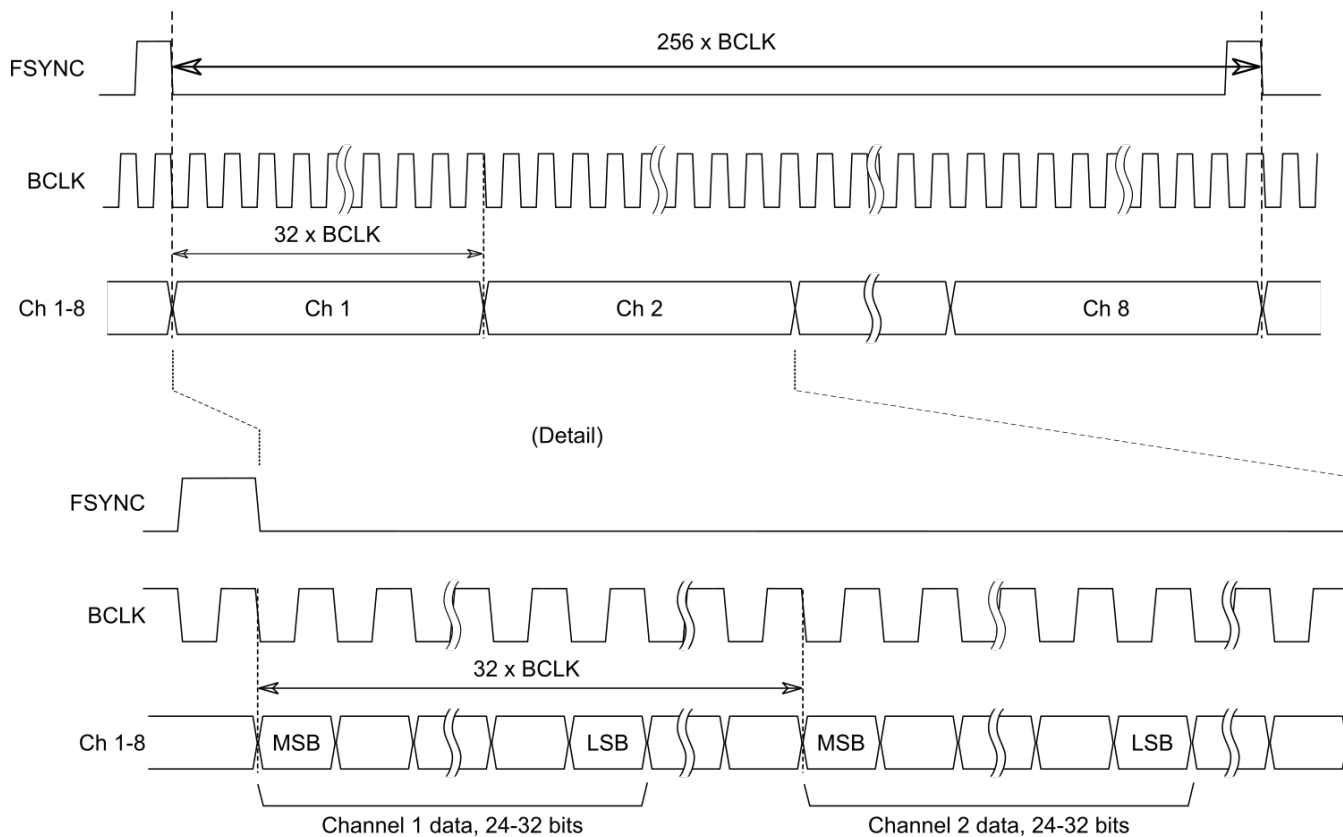 256 x BCLK
FSYNC
BCLK
32 x BCLK
Ch 1-8
Ch 1
Ch 2
Ch 8
(Detail)
FSYNC
BCLK
32 x BCLK
Ch 1-8
MSB
LSB
MSB
LSB
Channel 1 data, 24-32 bits
Channel 2 data, 24-32 bits